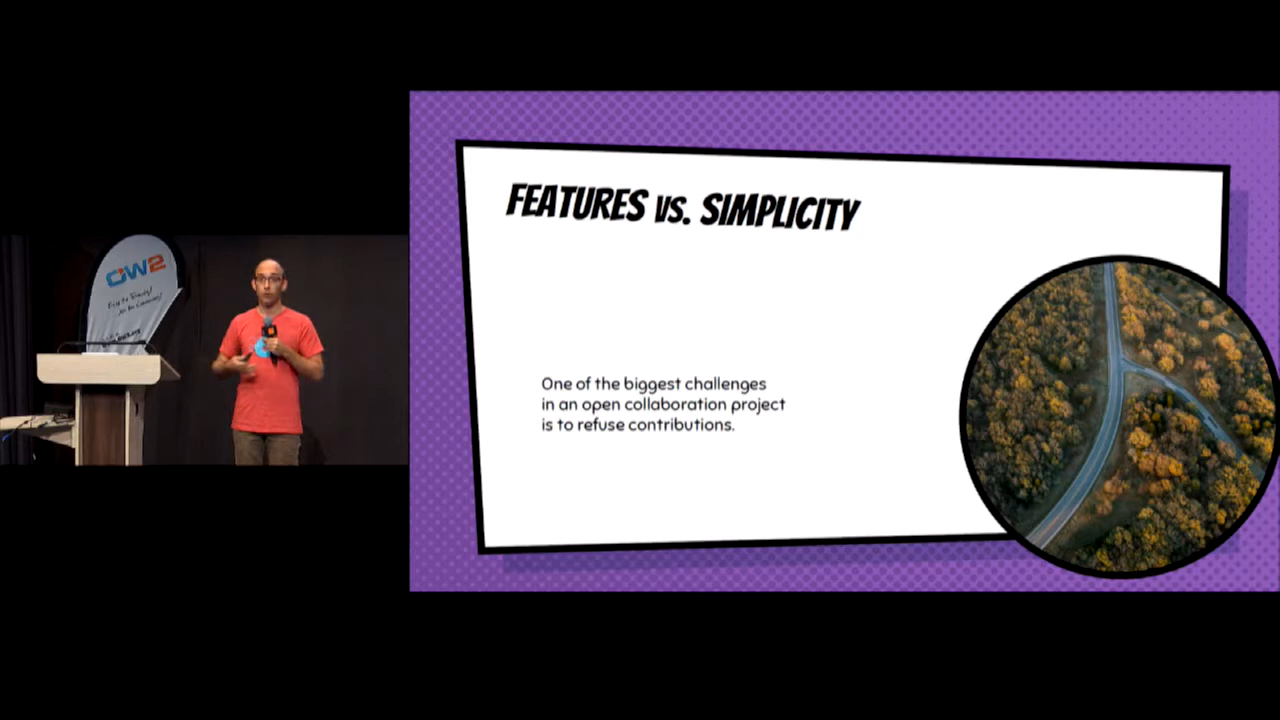 OW2
FEATURES VS. SIMPLICITY
One of the biggest challenges
in an open collaboration project
is to refuse contributions.